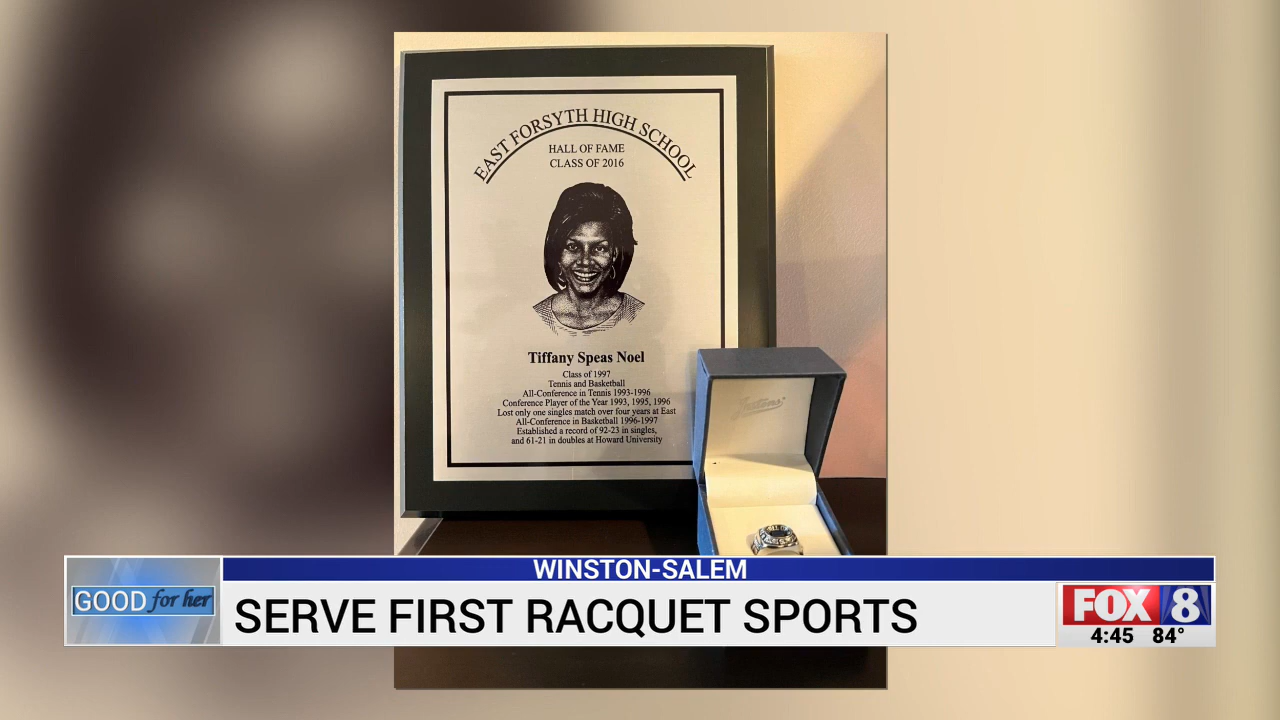 EAST FORSYTH HIGH SCHOOL
HALL OF FAME
CLASS OF 2016
Tiffany Speas Noel
Class of 1997
Tennis and Basketball
All-Conference in Tennis 1993-1996
Conference Player of the Year 1993, 1995, 1996
Lost only one singles match over four years at East
All-Conference in Basketball 1996-1997
Established a record of 92-23 in singles,
and 61-21 in doubles at Howard University
Jostens
WINSTON-SALEM
GOOD for her
SERVE FIRST RACQUET SPORTS
FOX 8
4:45 84°